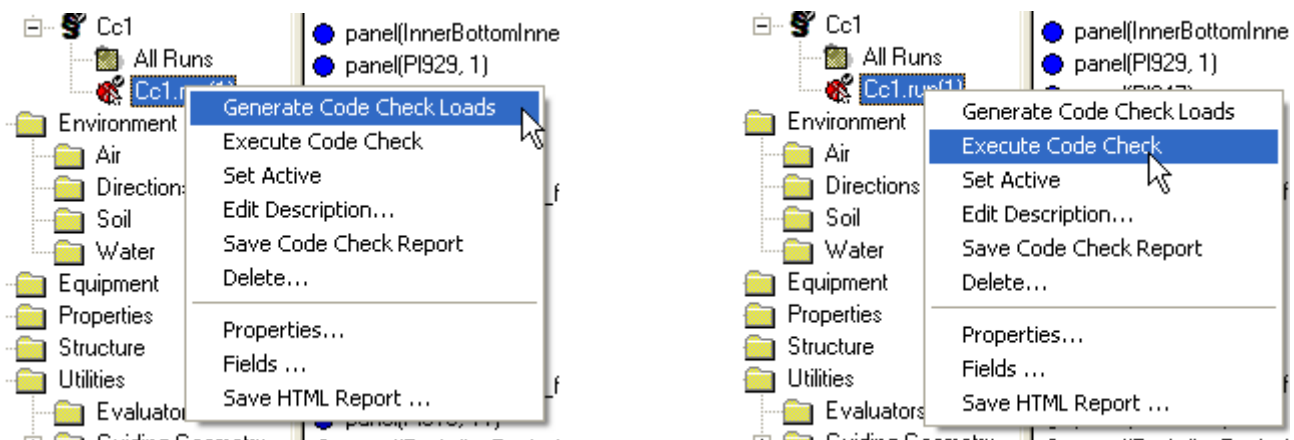 Cc1
panel(InnerBottomInne
All Runs
panel(PI929, 1)
Generate Code Check Loads
Environment
Execute Code Check
Air
Set Active
Directions
Edit Description...
Soil
Save Code Check Report
Water
Delete...
Equipment
Properties
Properties...
Structure
Fields ...
Utilities
Save HTML Report ...
Evaluator
Cc1
panel(InnerBottomInne
All Runs
panel(PI929, 1)
Cc1.run(1)
Generate Code Check Loads
Environment
Execute Code Check
Air
Set Active
Directions
Edit Description...
Soil
Save Code Check Report
Water
Delete...
Equipment
Properties
Properties...
Structure
Fields ...
Utilities
Save HTML Report ...
Evaluators